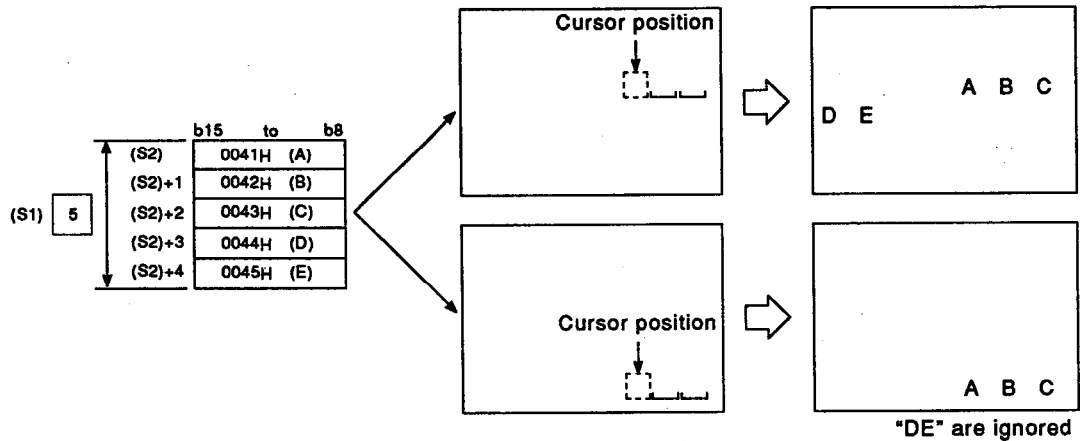 b15 to b8
(S1) 5
(S2) 0041H (A)
(S2)+1 0042H (B)
(S2)+2 0043H (C)
(S2)+3 0044H (D)
(S2)+4 0045H (E)
Cursor position
A B C
D E
Cursor position
A B C
"DE" are ignored